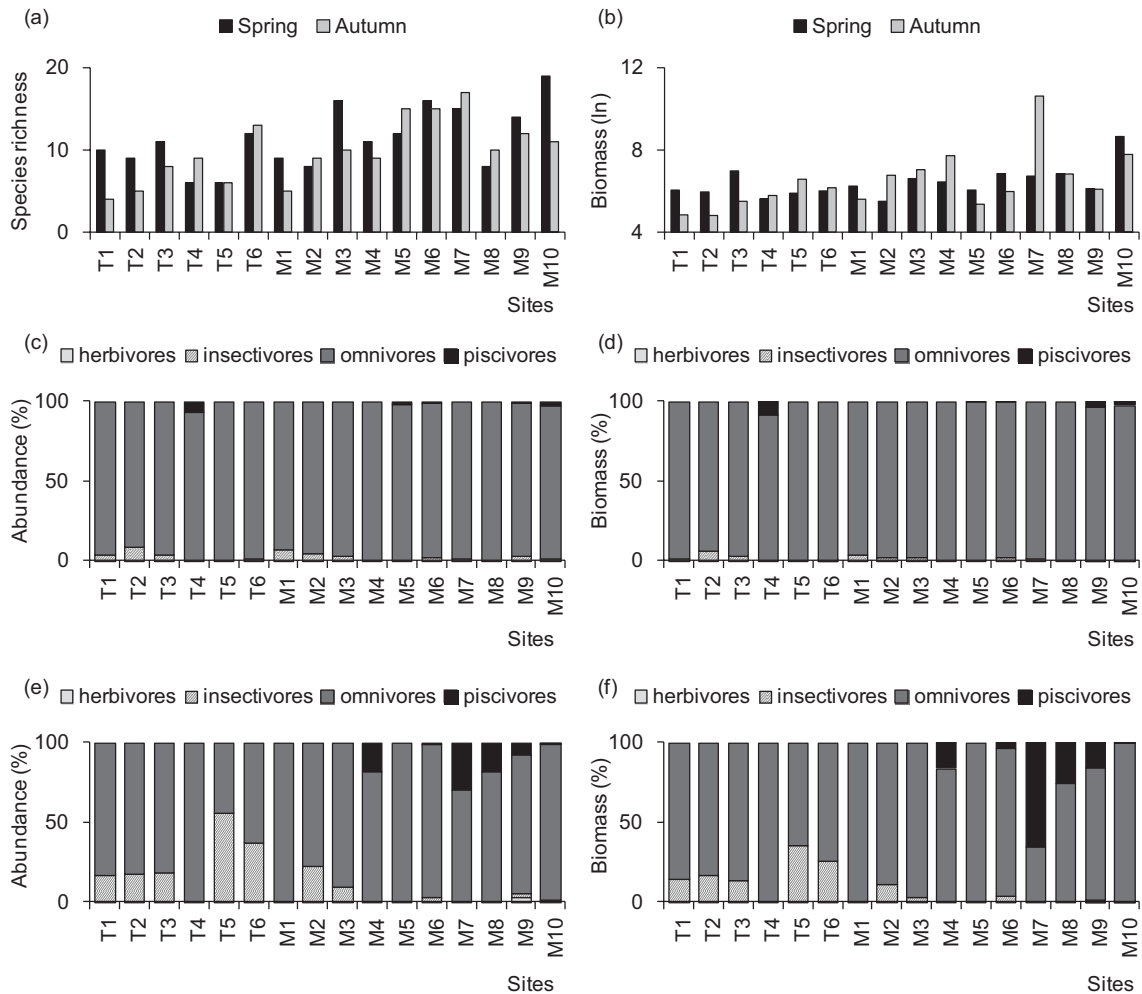 (a)
Spring Autumn
Species richness
20
10
0
T1 T2 T3 T4 T5 T6 M1 M2 M3 M4 M5 M6 M7 M8 M9 M10
Sites
(b)
Spring Autumn
Biomass (ln)
12
8
4
T1 T2 T3 T4 T5 T6 M1 M2 M3 M4 M5 M6 M7 M8 M9 M10
Sites
(c)
herbivores insectivores omnivores piscivores
Abundance (%)
100
50
0
T1 T2 T3 T4 T5 T6 M1 M2 M3 M4 M5 M6 M7 M8 M9 M10
Sites
(d)
herbivores insectivores omnivores piscivores
Biomass (%)
100
50
0
T1 T2 T3 T4 T5 T6 M1 M2 M3 M4 M5 M6 M7 M8 M9 M10
Sites
(e)
herbivores insectivores omnivores piscivores
Abundance (%)
100
50
0
T1 T2 T3 T4 T5 T6 M1 M2 M3 M4 M5 M6 M7 M8 M9 M10
Sites
(f)
herbivores insectivores omnivores piscivores
Biomass (%)
100
50
0
T1 T2 T3 T4 T5 T6 M1 M2 M3 M4 M5 M6 M7 M8 M9 M10
Sites